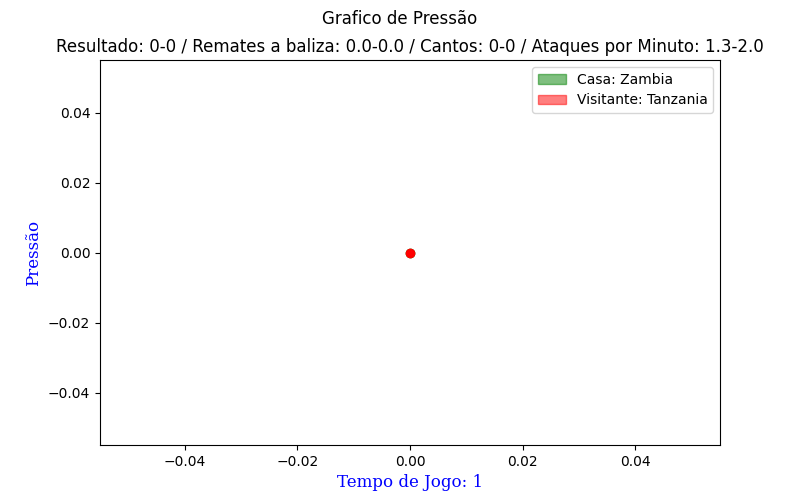 Grafico de Pressão
Resultado: 0-0 / Remates a baliza: 0.0-0.0 / Cantos: 0-0 / Ataques por Minuto: 1.3-2.0
Casa: Zambia
Visitante: Tanzania
0.04
0.02
0.00
−0.02
−0.04
Pressão
−0.04 −0.02 0.00 0.02 0.04
Tempo de Jogo: 1